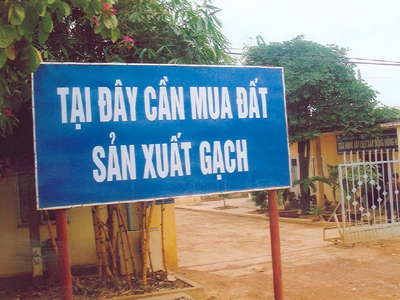 TẠI ĐÂY CẦN MUA ĐẤT
SẢN XUẤT GẠCH